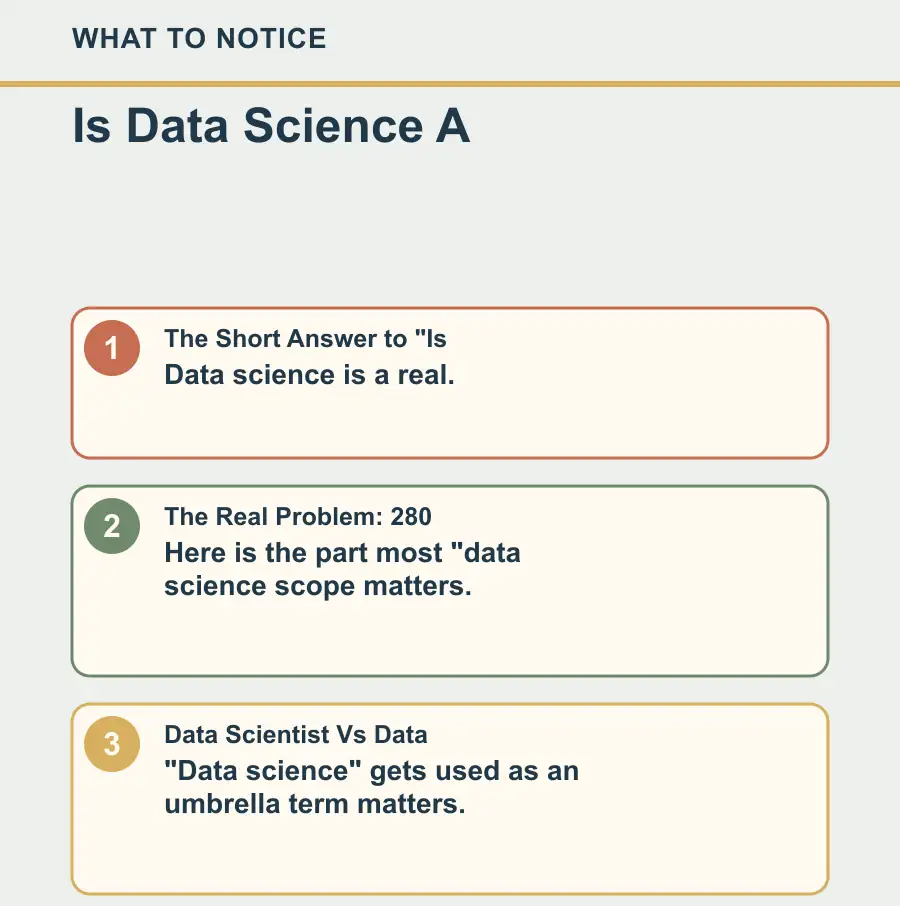 WHAT TO NOTICE
Is Data Science A
1
The Short Answer to "Is
Data science is a real.
2
The Real Problem: 280
Here is the part most "data
science scope matters.
3
Data Scientist Vs Data
"Data science" gets used as an
umbrella term matters.